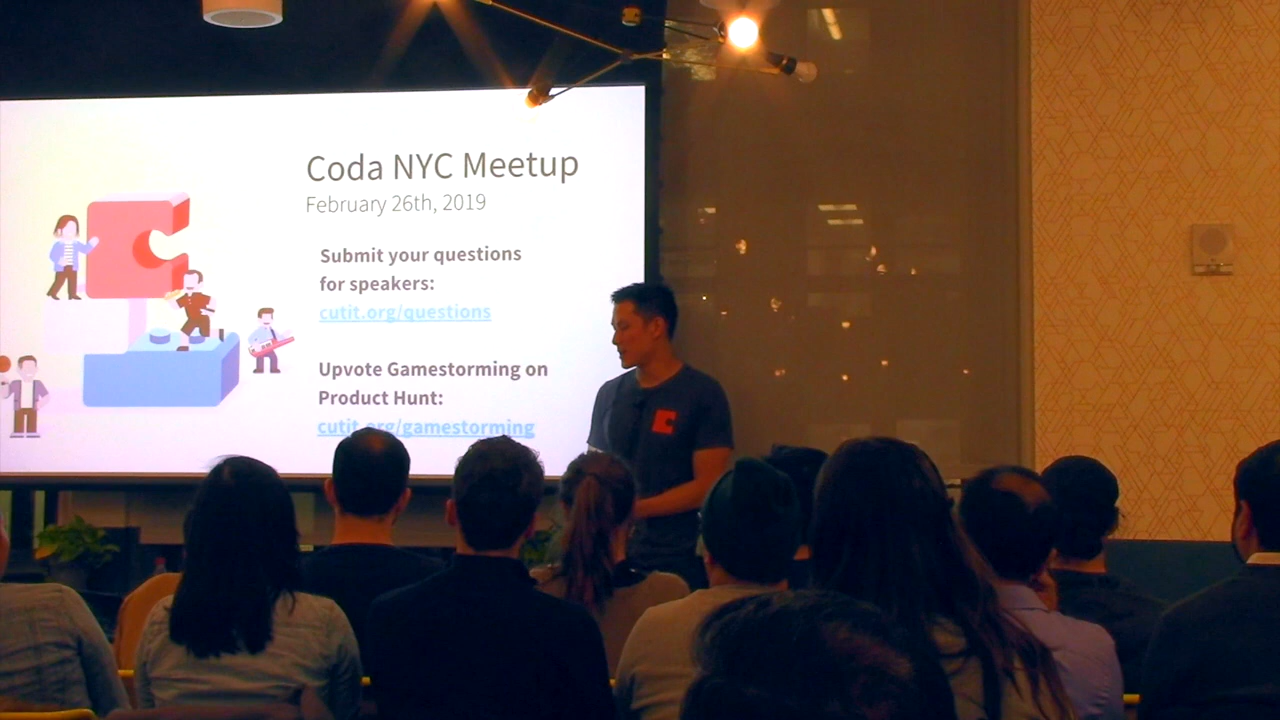 Coda NYC Meetup
February 26th, 2019
Submit your questions
for speakers:
cutit.org/questions
Upvote Gamestorming on
Product Hunt:
cutit.org/gamestorming